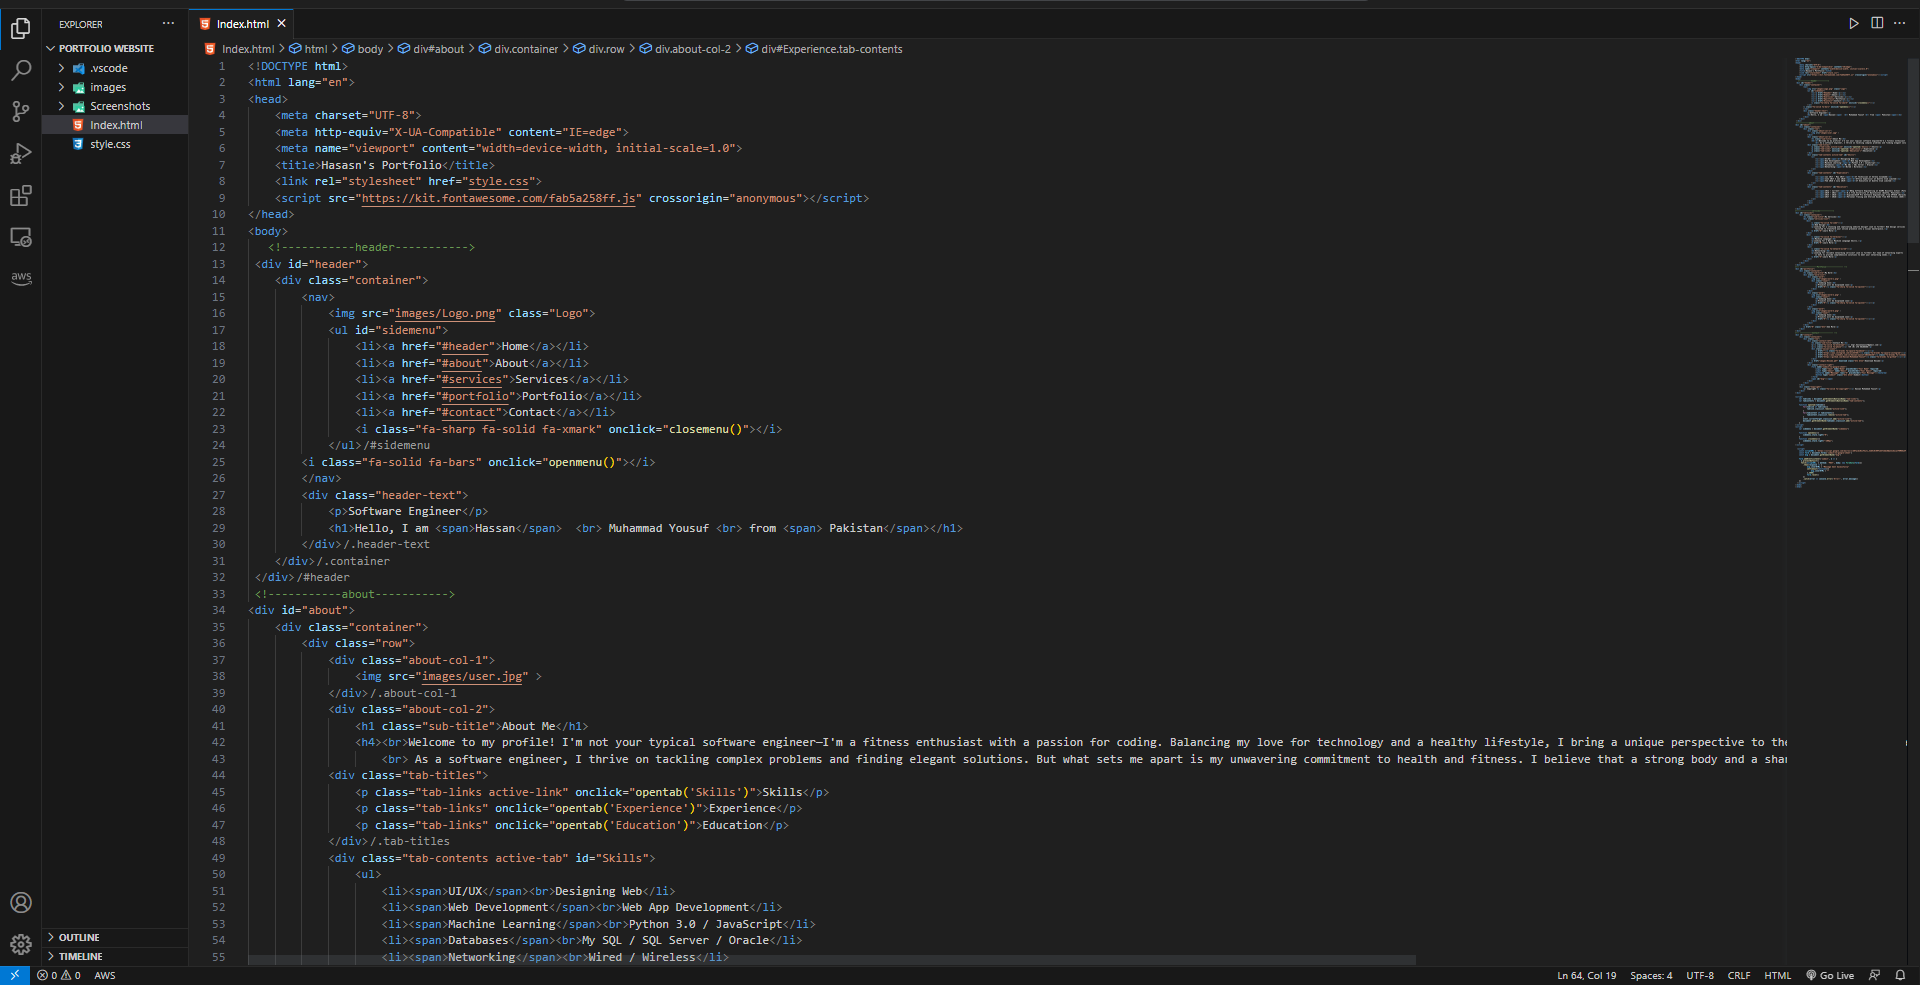 EXPLORER
PORTFOLIO WEBSITE
.vscode
images
Screenshots
Index.html
style.css
OUTLINE
TIMELINE
Index.html
Index.html > html > body > div#about > div.container > div.row > div.about-col-2 > div#Experience.tab-contents
1 <!DOCTYPE html>
2 <html lang="en">
3 <head>
4 <meta charset="UTF-8">
5 <meta http-equiv="X-UA-Compatible" content="IE=edge">
6 <meta name="viewport" content="width=device-width, initial-scale=1.0">
7 <title>Hasasn's Portfolio</title>
8 <link rel="stylesheet" href="style.css">
9 <script src="https://kit.fontawesome.com/fab5a258ff.js" crossorigin="anonymous"></script>
10 </head>
11 <body>
12 <!-----------header----------->
13 <div id="header">
14 <div class="container">
15 <nav>
16 <img src="images/Logo.png" class="Logo">
17 <ul id="sidemenu">
18 <li><a href="#header">Home</a></li>
19 <li><a href="#about">About</a></li>
20 <li><a href="#services">Services</a></li>
21 <li><a href="#portfolio">Portfolio</a></li>
22 <li><a href="#contact">Contact</a></li>
23 <i class="fa-sharp fa-solid fa-xmark" onclick="closemenu()"></i>
24 </ul>/#sidemenu
25 <i class="fa-solid fa-bars" onclick="openmenu()"></i>
26 </nav>
27 <div class="header-text">
28 <p>Software Engineer</p>
29 <h1>Hello, I am <span>Hassan</span>  <br> Muhammad Yousuf <br> from <span> Pakistan</span></h1>
30 </div>/.header-text
31 </div>/.container
32 </div>/#header
33 <!-----------about----------->
34 <div id="about">
35 <div class="container">
36 <div class="row">
37 <div class="about-col-1">
38 <img src="images/user.jpg" >
39 </div>/.about-col-1
40 <div class="about-col-2">
41 <h1 class="sub-title">About Me</h1>
42 <h4><br>Welcome to my profile! I'm not your typical software engineer—I'm a fitness enthusiast with a passion for coding. Balancing my love for technology and a healthy lifestyle, I bring a unique perspective to the
43 <br> As a software engineer, I thrive on tackling complex problems and finding elegant solutions. But what sets me apart is my unwavering commitment to health and fitness. I believe that a strong body and a shar
44 <div class="tab-titles">
45 <p class="tab-links active-link" onclick="opentab('Skills')">Skills</p>
46 <p class="tab-links" onclick="opentab('Experience')">Experience</p>
47 <p class="tab-links" onclick="opentab('Education')">Education</p>
48 </div>/.tab-titles
49 <div class="tab-contents active-tab" id="Skills">
50 <ul>
51 <li><span>UI/UX</span><br>Designing Web</li>
52 <li><span>Web Development</span><br>Web App Development</li>
53 <li><span>Machine Learning</span><br>Python 3.0 / JavaScript</li>
54 <li><span>Databases</span><br>My SQL / SQL Server / Oracle</li>
55 <li><span>Networking</span><br>Wired / Wireless</li>
aws
0 0 AWS
Ln 64, Col 19 Spaces: 4 UTF-8 CRLF HTML Go Live